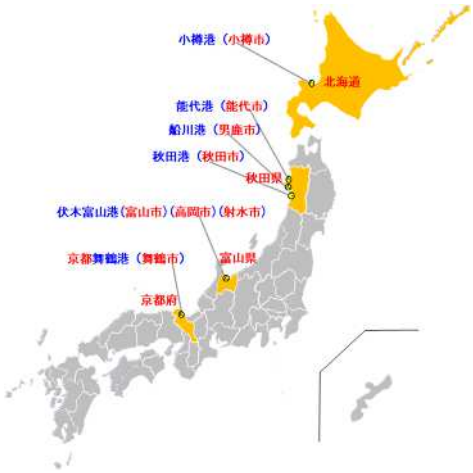 小樽港（小樽市）
北海道
能代港（能代市）
船川港（男鹿市）
秋田港（秋田市）
秋田県
伏木富山港(富山市)(高岡市)(射水市)
京都舞鶴港（舞鶴市）
富山県
京都府